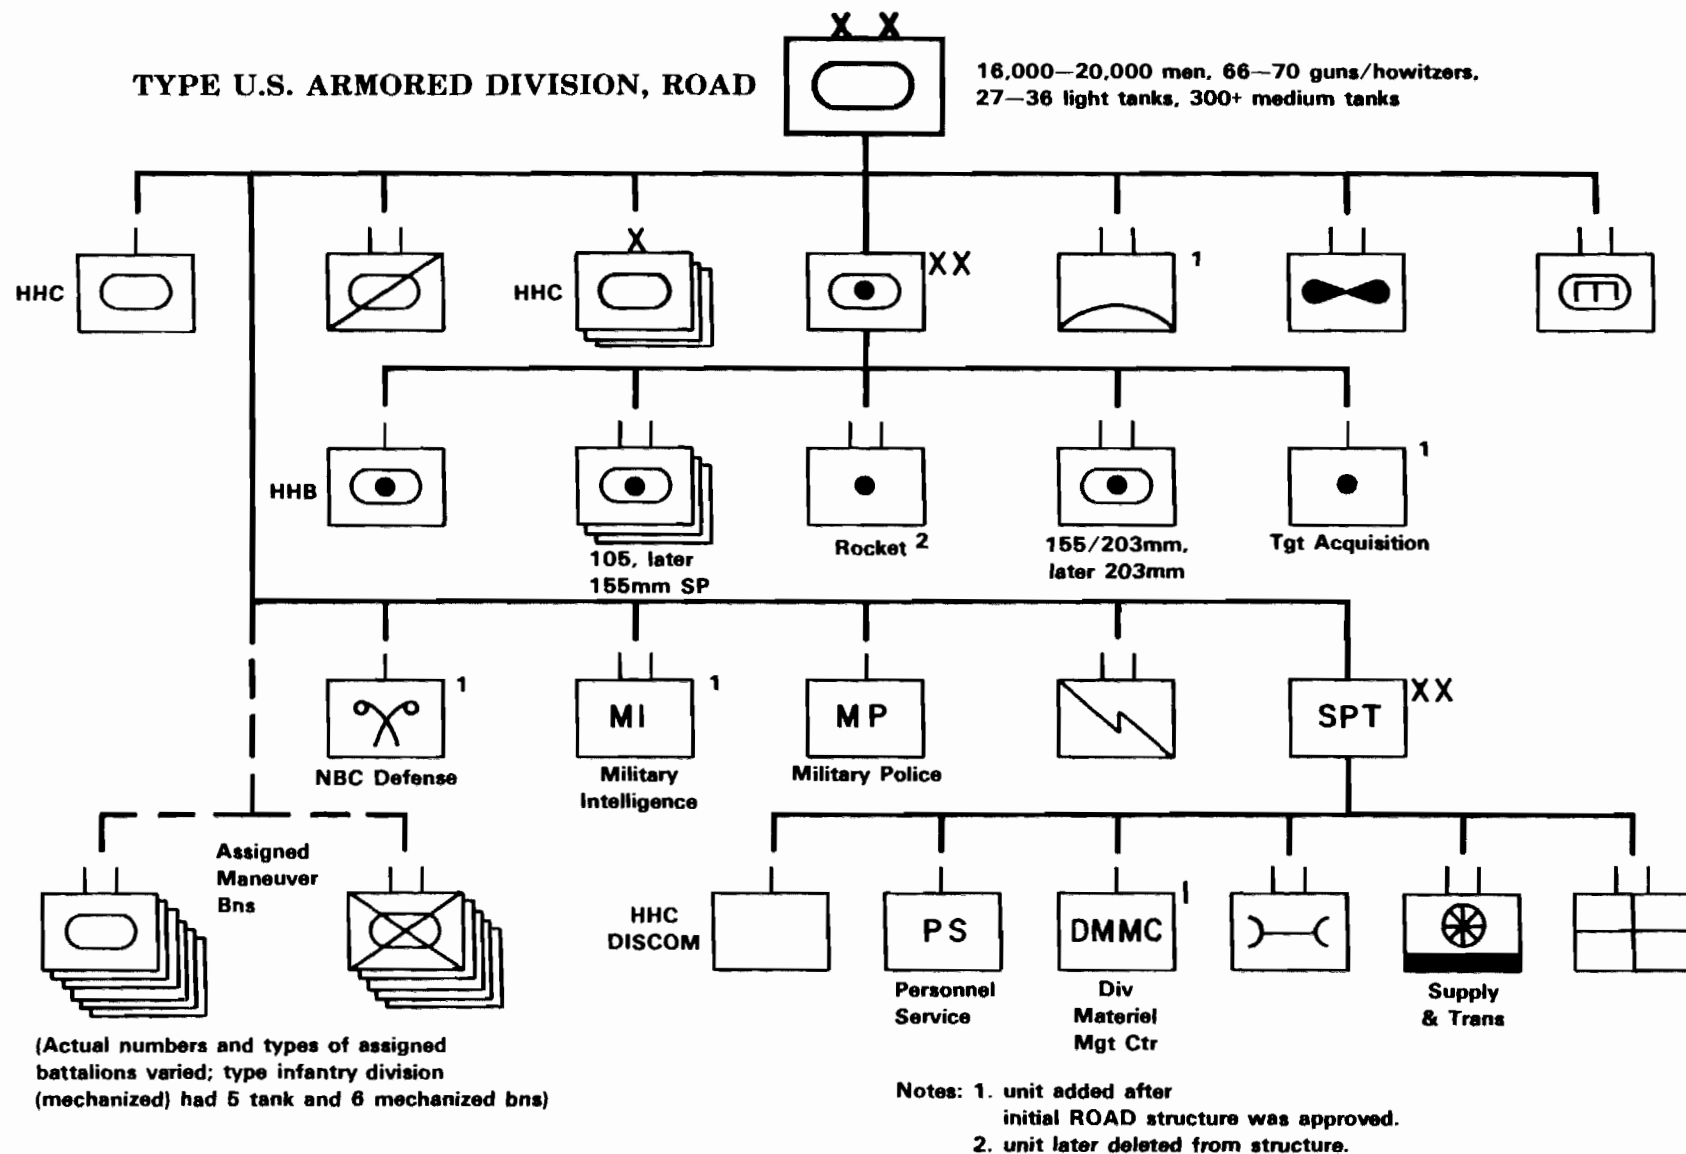 X X
TYPE U.S. ARMORED DIVISION, ROAD
16,000—20,000 men, 66—70 guns/howitzers,
27—36 light tanks, 300+ medium tanks
HHC
X
HHC
XX
1
HHB
105, later
155mm SP
Rocket 2
155/203mm,
later 203mm
1
Tgt Acquisition
1
NBC Defense
MI
1
Military
Intelligence
MP
Military Police
SPT
XX
Assigned
Maneuver
Bns
HHC
DISCOM
PS
Personnel
Service
DMMC
1
Div
Materiel
Mgt Ctr
Supply
& Trans
(Actual numbers and types of assigned
battalions varied; type infantry division
(mechanized) had 5 tank and 6 mechanized bns)
Notes: 1. unit added after
initial ROAD structure was approved.
2. unit later deleted from structure.